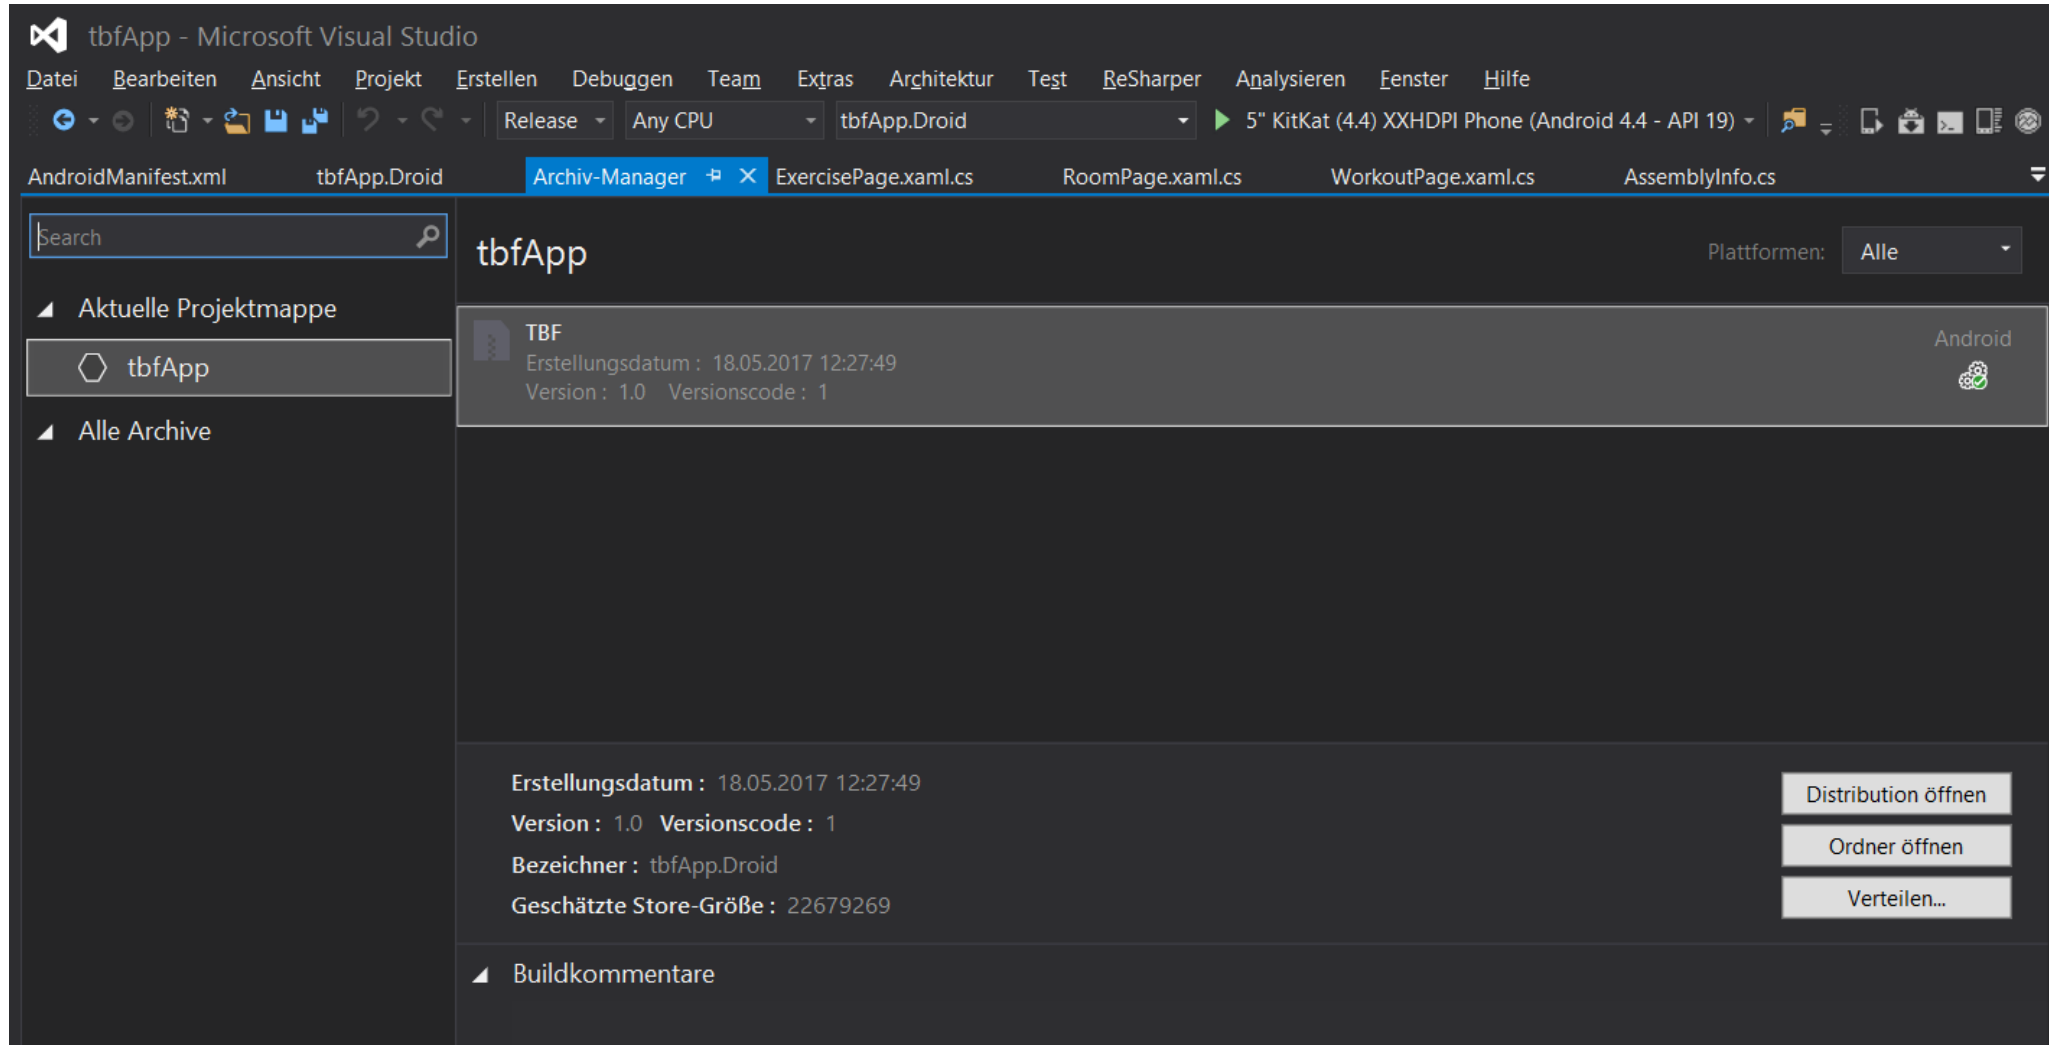 tbfApp - Microsoft Visual Studio
Datei Bearbeiten Ansicht Projekt Erstellen Debuggen Team Extras Architektur Test ReSharper Analysieren Fenster Hilfe
Release Any CPU tbfApp.Droid 5" KitKat (4.4) XXHDPI Phone (Android 4.4 - API 19)
AndroidManifest.xml tbfApp.Droid Archiv-Manager ExercisePage.xaml.cs RoomPage.xaml.cs WorkoutPage.xaml.cs AssemblyInfo.cs
Search
Aktuelle Projektmappe
tbfApp
Alle Archive
tbfApp
Plattformen: Alle
TBF
Erstellungsdatum : 18.05.2017 12:27:49
Version : 1.0 Versionscode : 1
Android
Erstellungsdatum : 18.05.2017 12:27:49
Version : 1.0 Versionscode : 1
Bezeichner : tbfApp.Droid
Geschätzte Store-Größe : 22679269
Distribution öffnen
Ordner öffnen
Verteilen...
Buildkommentare